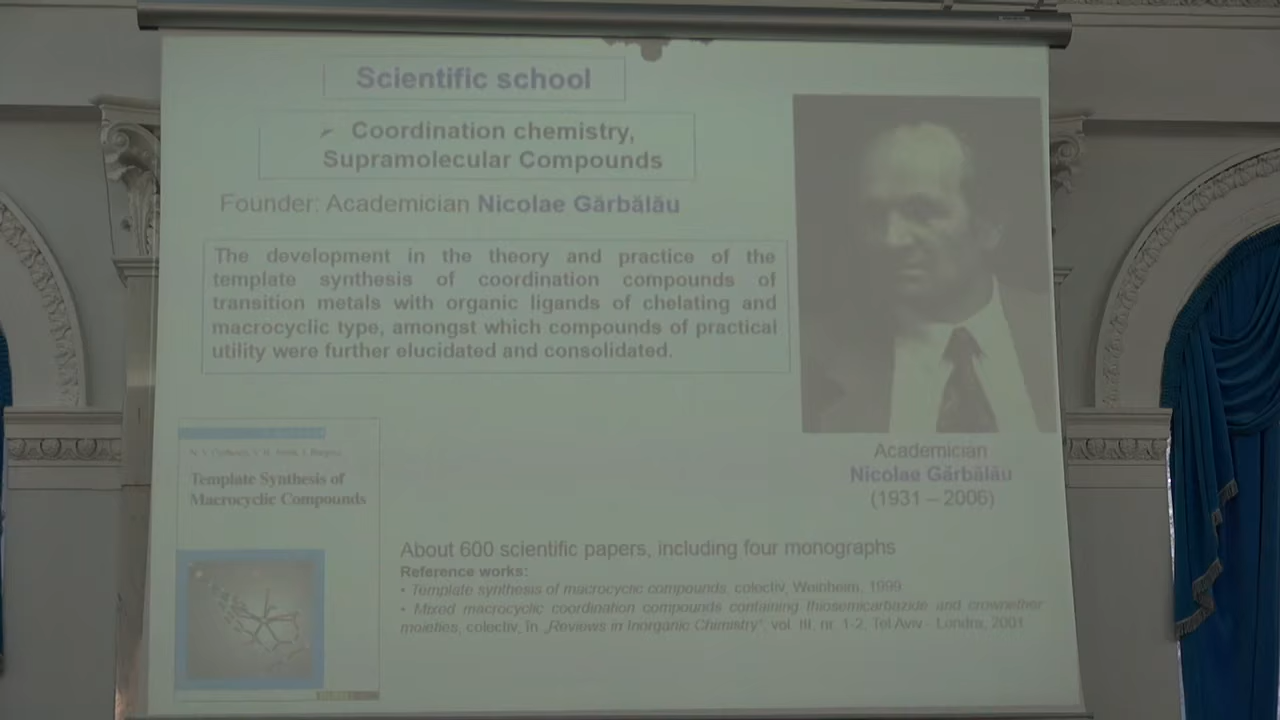 Scientific school
➢ Coordination chemistry,
Supramolecular Compounds
Founder: Academician Nicolae Gărbălău
The development in the theory and practice of the
template synthesis of coordination compounds of
transition metals with organic ligands of chelating and
macrocyclic type, amongst which compounds of practical
utility were further elucidated and consolidated.
Academician
Nicolae Gărbălău
(1931 – 2006)
Template Synthesis of
Macrocyclic Compounds
About 600 scientific papers, including four monographs
Reference works:
• Template synthesis of macrocyclic compounds, colectiv, Weinheim, 1999
• Mixed macrocyclic coordination compounds containing thiosemicarbazide and crownether
moieties, colectiv, în „Reviews in Inorganic Chimistry”, vol. III, nr. 1-2, Tel Aviv - Londra, 2001